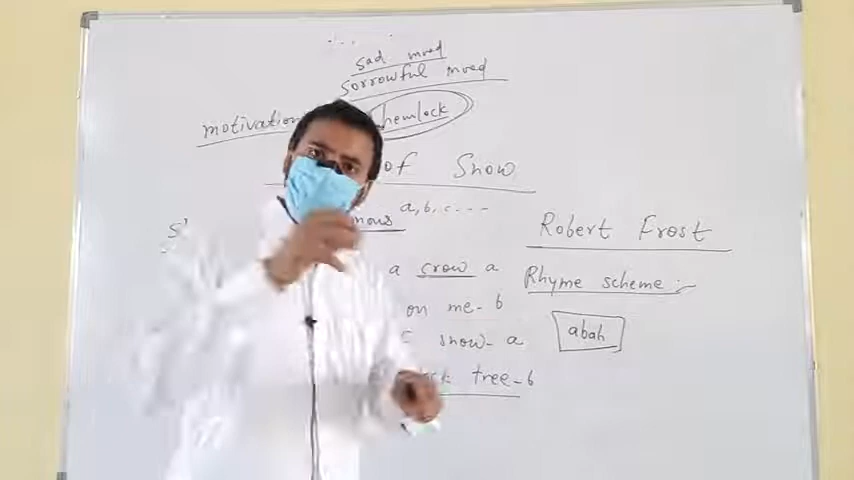 sad mood
sorrowful mood
motivation
hemlock
of Snow
a, b, c ---
Robert Frost
a crow a
Rhyme scheme :-
on me - b
snow - a
abab
tree - b